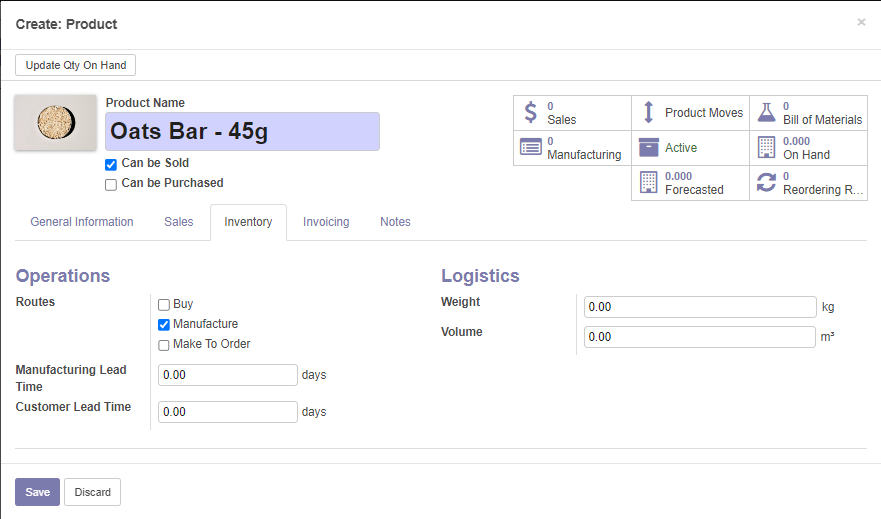 Create: Product
×
Update Qty On Hand
Product Name
Oats Bar - 45g
Can be Sold
Can be Purchased
0
Sales
Product Moves
0
Bill of Materials
0
Manufacturing
Active
0.000
On Hand
0.000
Forecasted
0
Reordering R...
General Information
Sales
Inventory
Invoicing
Notes
Operations
Routes
Buy
Manufacture
Make To Order
Manufacturing Lead
Time
0.00 days
Customer Lead Time
0.00 days
Logistics
Weight
0.00 kg
Volume
0.00 m³
Save
Discard